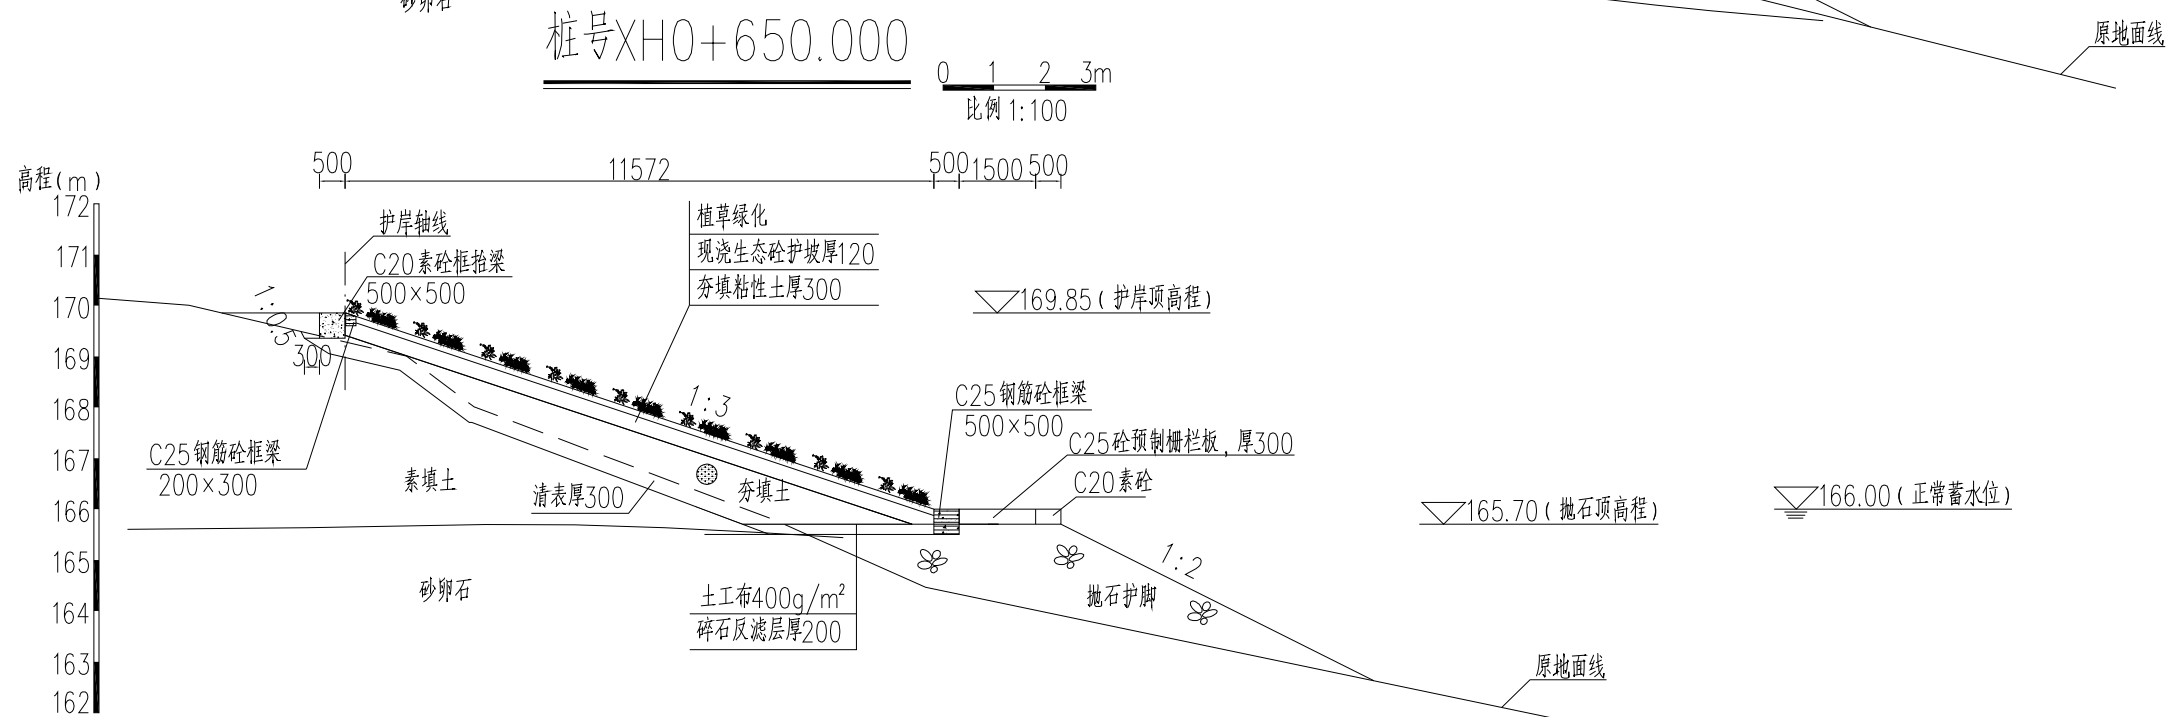 砂卵石
桩号XH0+650.000
0 1 2 3m
比例 1:100
原地面线
500 11572 500 1500 500
高程(m)
172
171
170
169
168
167
166
165
164
163
162
护岸轴线
C20素砼框抬梁
500×500
植草绿化
现浇生态砼护坡厚120
夯填粘性土厚300
169.85(护岸顶高程)
1:0.5
300
1:3
C25钢筋砼框梁
500×500
C25砼预制栅栏板,厚300
C20素砼
C25钢筋砼框梁
200×300
素填土
清表厚300
夯填土
165.70(抛石顶高程)
166.00(正常蓄水位)
1:2
砂卵石
土工布400g/m²
碎石反滤层厚200
抛石护脚
原地面线